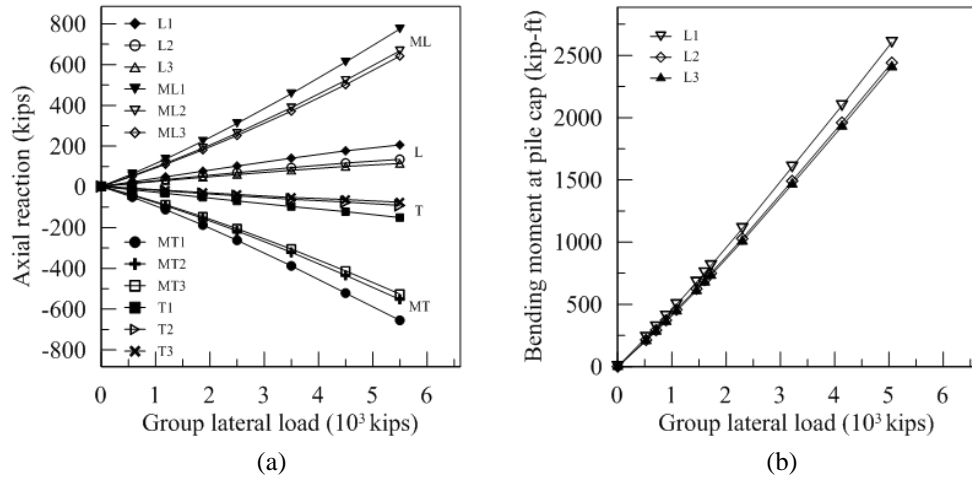 Axial reaction (kips)
800
600
400
200
0
-200
-400
-600
-800
L1
L2
L3
ML1
ML2
ML3
MT1
MT2
MT3
T1
T2
T3
ML
L
T
MT
0 1 2 3 4 5 6
Group lateral load (10³ kips)
(a)
Bending moment at pile cap (kip-ft)
2500
2000
1500
1000
500
0
L1
L2
L3
0 1 2 3 4 5 6
Group lateral load (10³ kips)
(b)